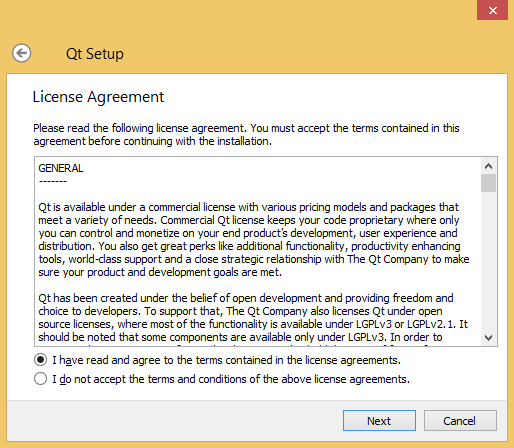 Qt Setup
License Agreement
Please read the following license agreement. You must accept the terms contained in this
agreement before continuing with the installation.
GENERAL
-------
Qt is available under a commercial license with various pricing models and packages that
meet a variety of needs. Commercial Qt license keeps your code proprietary where only
you can control and monetize on your end product's development, user experience and
distribution. You also get great perks like additional functionality, productivity enhancing
tools, world-class support and a close strategic relationship with The Qt Company to make
sure your product and development goals are met.
Qt has been created under the belief of open development and providing freedom and
choice to developers. To support that, The Qt Company also licenses Qt under open
source licenses, where most of the functionality is available under LGPLv3 or LGPLv2.1. It
should be noted that some components are available only under LGPLv3. In order to
I have read and agree to the terms contained in the license agreements.
I do not accept the terms and conditions of the above license agreements.
Next
Cancel